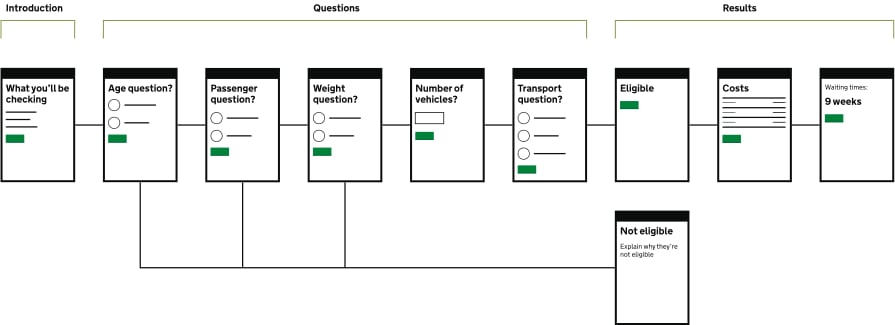 Introduction
Questions
Results
What you'll be
checking
Age question?
Passenger
question?
Weight
question?
Number of
vehicles?
Transport
question?
Eligible
Costs
Waiting times:
9 weeks
Not eligible
Explain why they're
not eligible